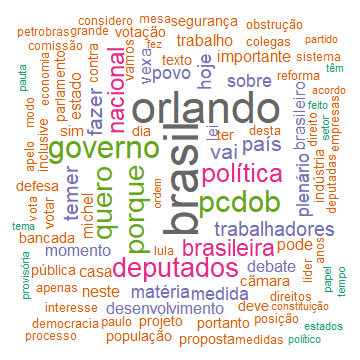 considero mesa segurança obstrução
petrobras grande votação colegas partido
comissão fez texto trabalho importante sistema
pauta economia modo parlamento contra vamos vexa povo hoje sobre reforma têm
apelo inclusive estado fazer nacional orlando acordo
sim dia lei ter desta feito setor
governo brasil vai país plenário brasileiro direito indústria deputadas empresas
defesa temer quero porque política
vota votar michel ordem pcdob
tema bancada lula trabalhadores
momento brasileira pode líder anos
provisória pública casa deputados debate câmara papel tempo
apenas neste matéria medida direitos constituição
interesse desenvolvimento deve posição
democracia paulo projeto portanto estados
processo população proposta medidas político